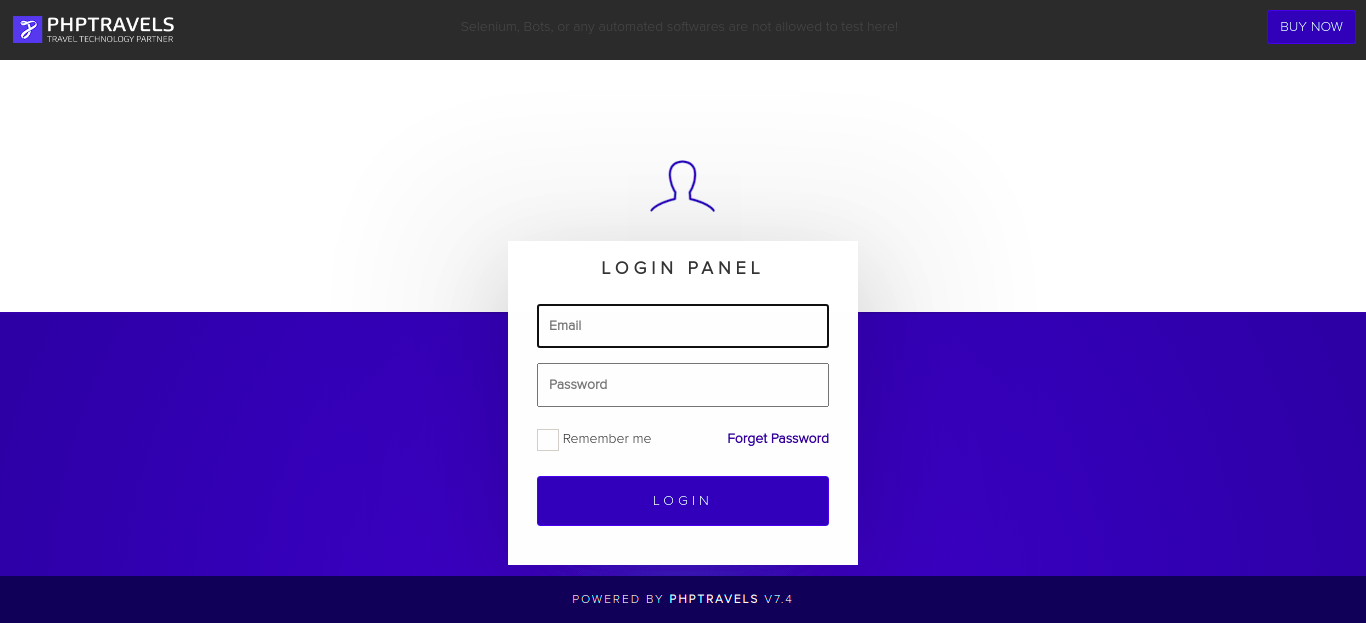 PHPTRAVELS
TRAVEL TECHNOLOGY PARTNER
Selenium, Bots, or any automated softwares are not allowed to test here!
BUY NOW
LOGIN PANEL
Email
Password
Remember me
Forget Password
LOGIN
POWERED BY PHPTRAVELS V7.4